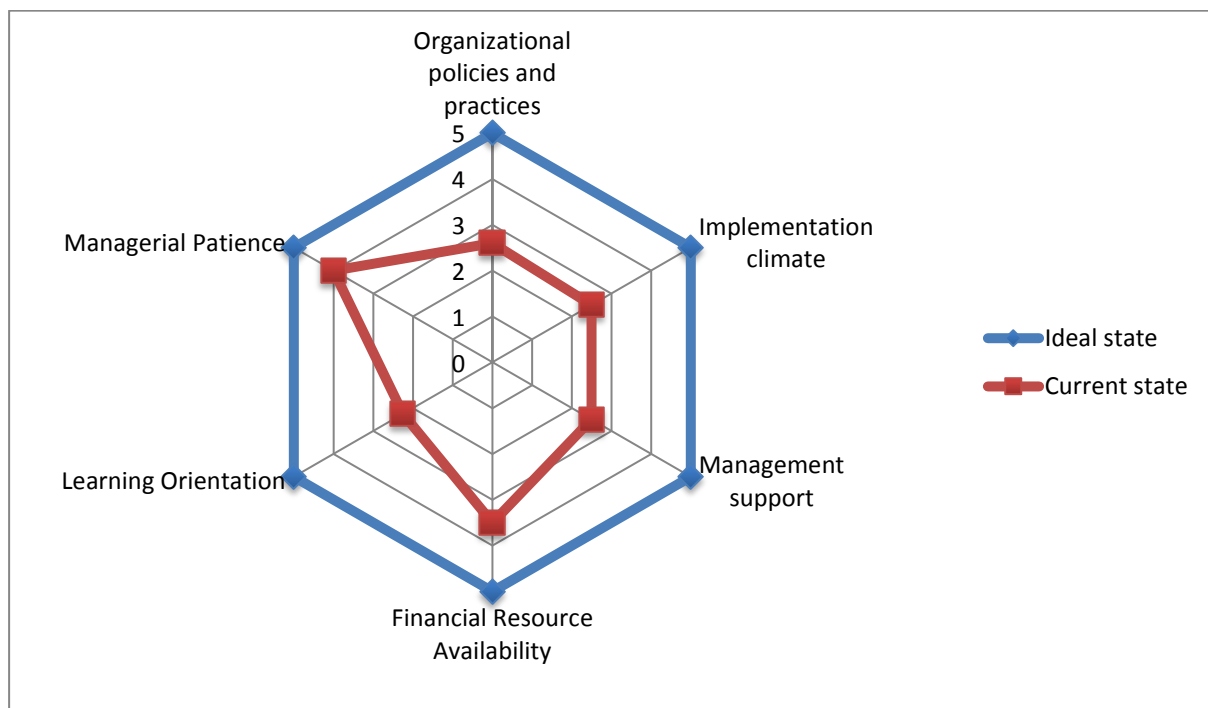 Organizational
policies and
practices
5
4
3
2
1
0
Implementation
climate
Management
support
Financial Resource
Availability
Learning Orientation
Managerial Patience
Ideal state
Current state